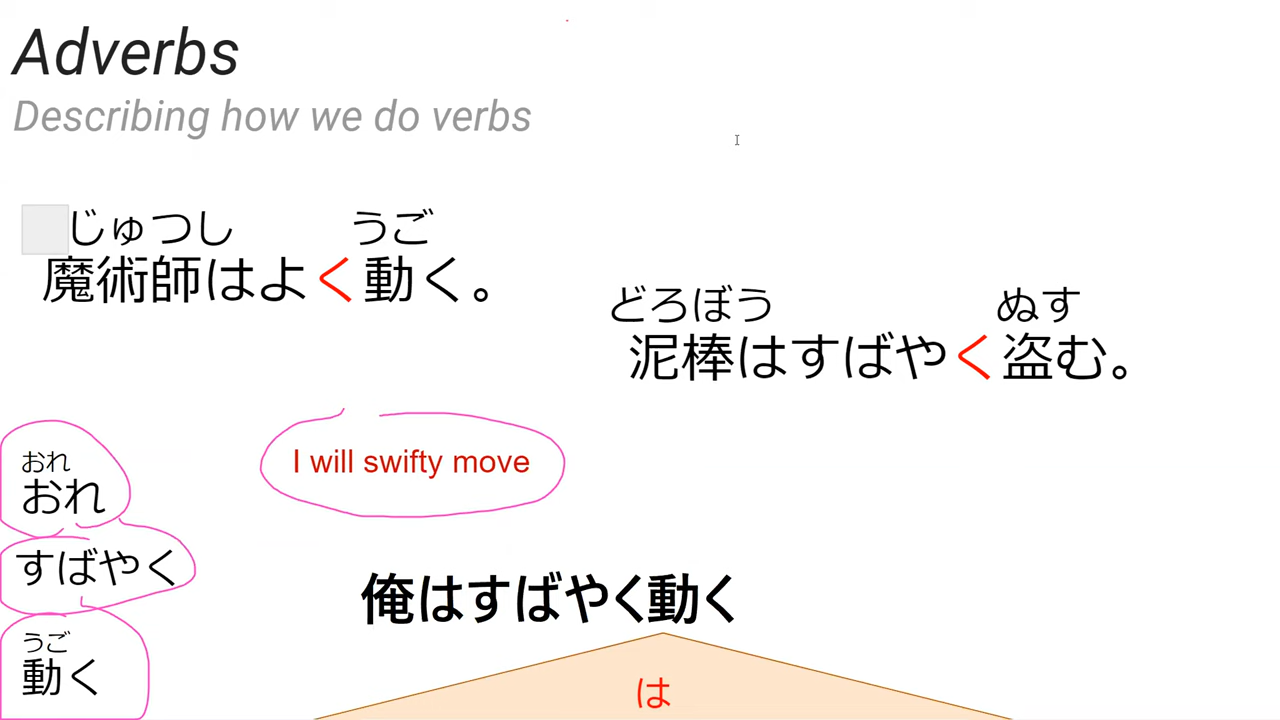 Adverbs
Describing how we do verbs
じゅつし うご
魔術師はよく動く。
どろぼう ぬす
泥棒はすばやく盗む。
おれ
おれ
I will swifty move
すばやく
俺はすばやく動く
うご
動く
は